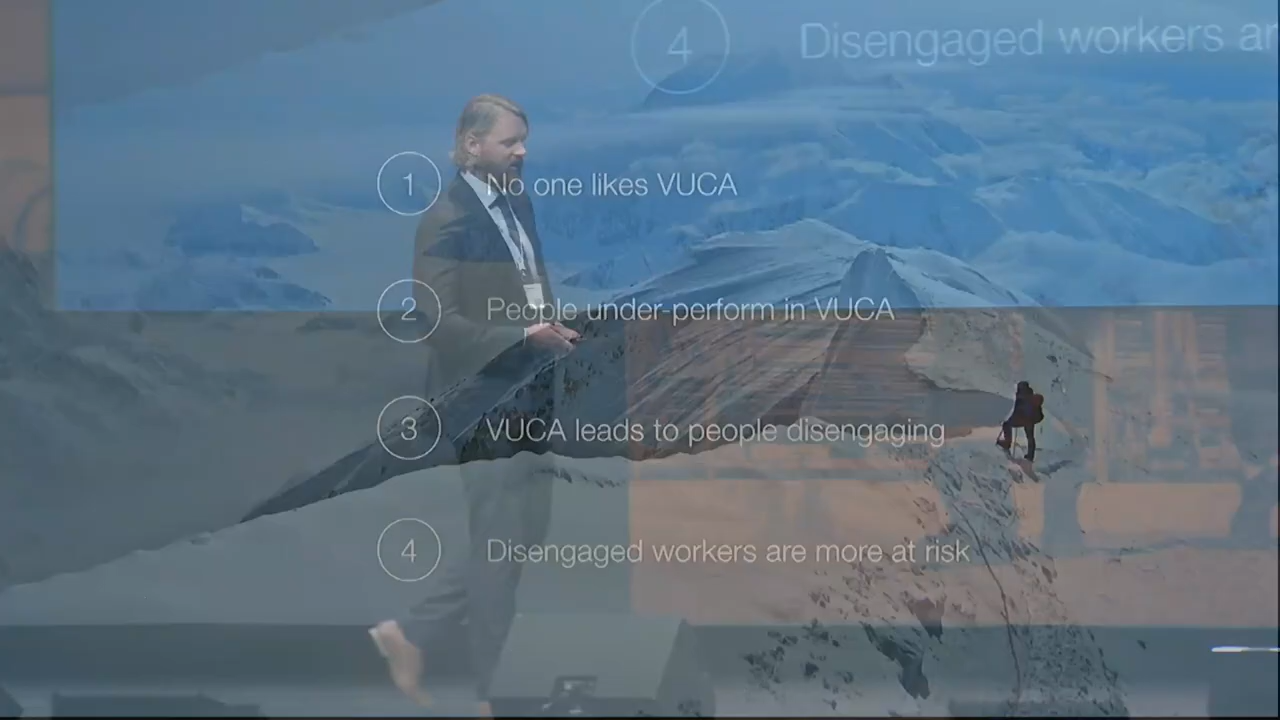 4 Disengaged workers ar
1 No one likes VUCA
2 People under-perform in VUCA
3 VUCA leads to people disengaging
4 Disengaged workers are more at risk